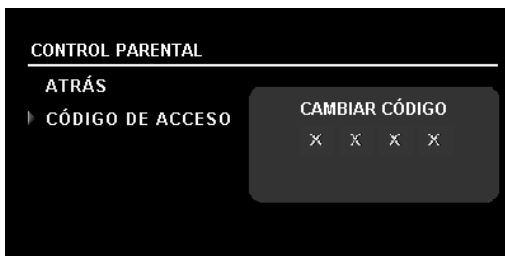 CONTROL PARENTAL
ATRÁS
CÓDIGO DE ACCESO
CAMBIAR CÓDIGO
X X X X